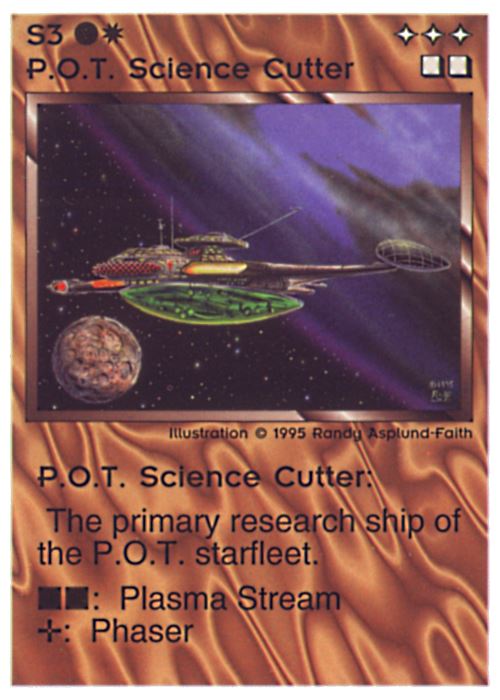 S3
P.O.T. Science Cutter
Illustration © 1995 Randy Asplund-Faith
P.O.T. Science Cutter:
The primary research ship of
the P.O.T. starfleet.
: Plasma Stream
: Phaser